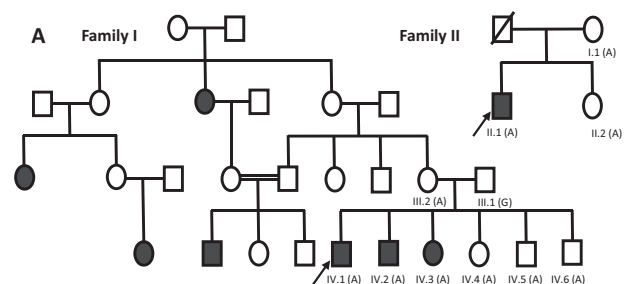 A Family I Family II
I.1 (A)
II.1 (A) II.2 (A)
III.2 (A) III.1 (G)
IV.1 (A) IV.2 (A) IV.3 (A) IV.4 (A) IV.5 (A) IV.6 (A)